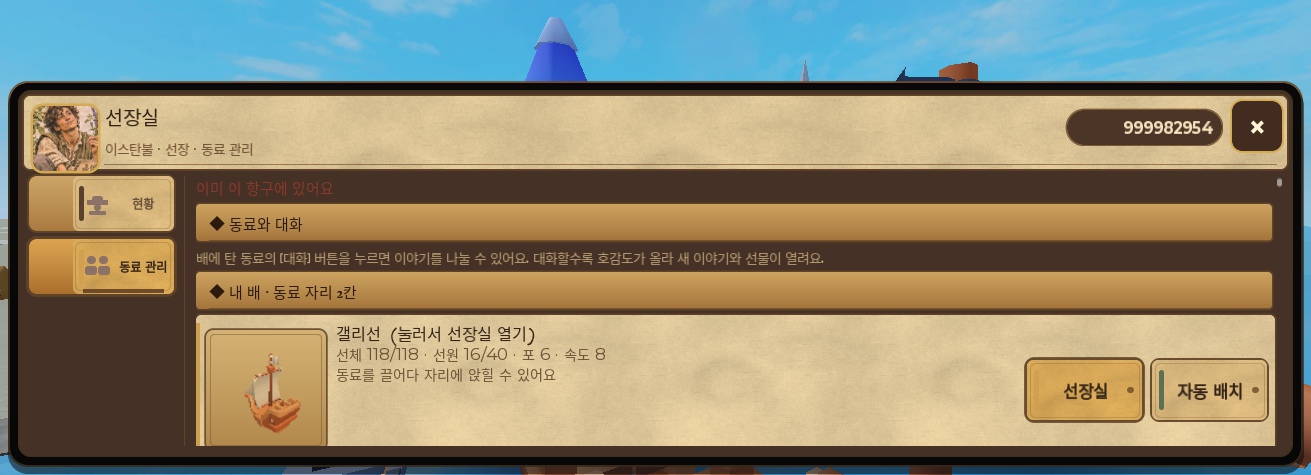 선장실
이스탄불 · 선장 · 동료 관리
999982954
현황
동료 관리
이미 이 항구에 있어요
◆ 동료와 대화
배에 탄 동료의 [대화] 버튼을 누르면 이야기를 나눌 수 있어요. 대화할수록 호감도가 올라 새 이야기와 선물이 열려요.
◆ 내 배 · 동료 자리 2칸
갤리선 (눌러서 선장실 열기)
선체 118/118 · 선원 16/40 · 포 6 · 속도 8
동료를 끌어다 자리에 앉힐 수 있어요
선장실
자동 배치